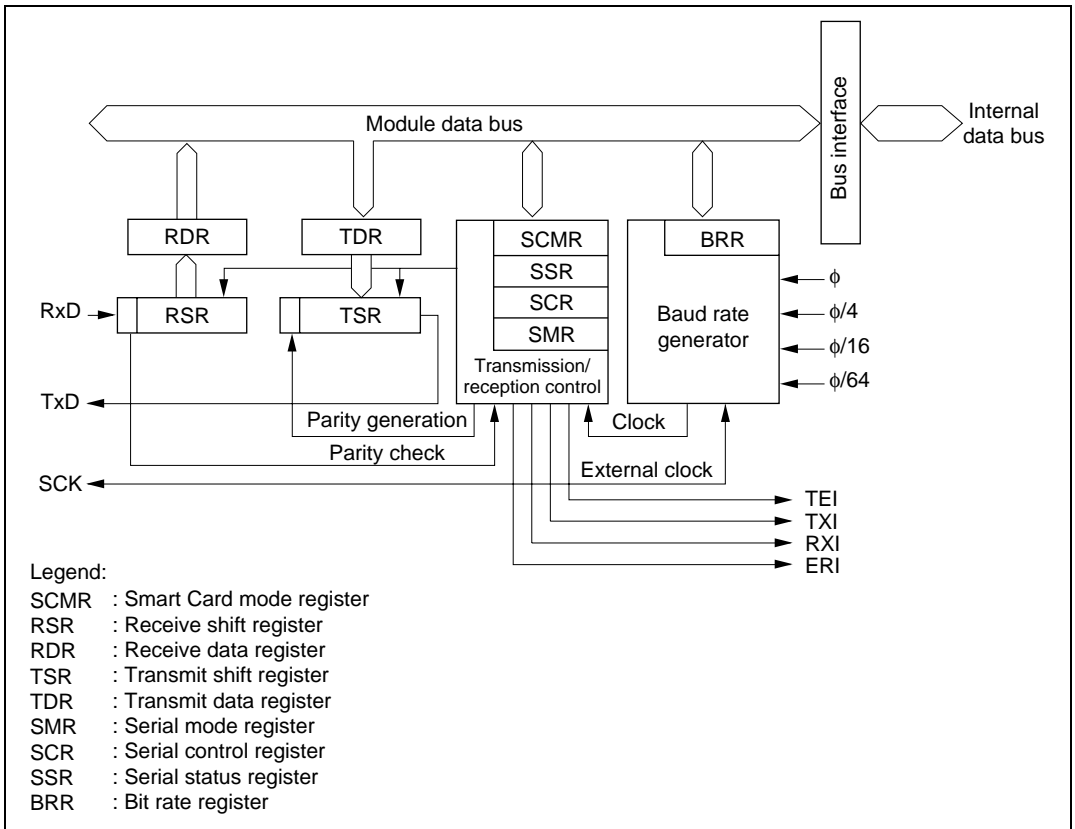 Module data bus
Bus interface
Internal
data bus
RDR
TDR
SCMR
SSR
SCR
SMR
Transmission/
reception control
BRR
Baud rate
generator
ϕ
ϕ/4
ϕ/16
ϕ/64
RxD
RSR
TSR
TxD
Parity generation
Clock
Parity check
External clock
SCK
TEI
TXI
RXI
ERI
Legend:
SCMR : Smart Card mode register
RSR : Receive shift register
RDR : Receive data register
TSR : Transmit shift register
TDR : Transmit data register
SMR : Serial mode register
SCR : Serial control register
SSR : Serial status register
BRR : Bit rate register